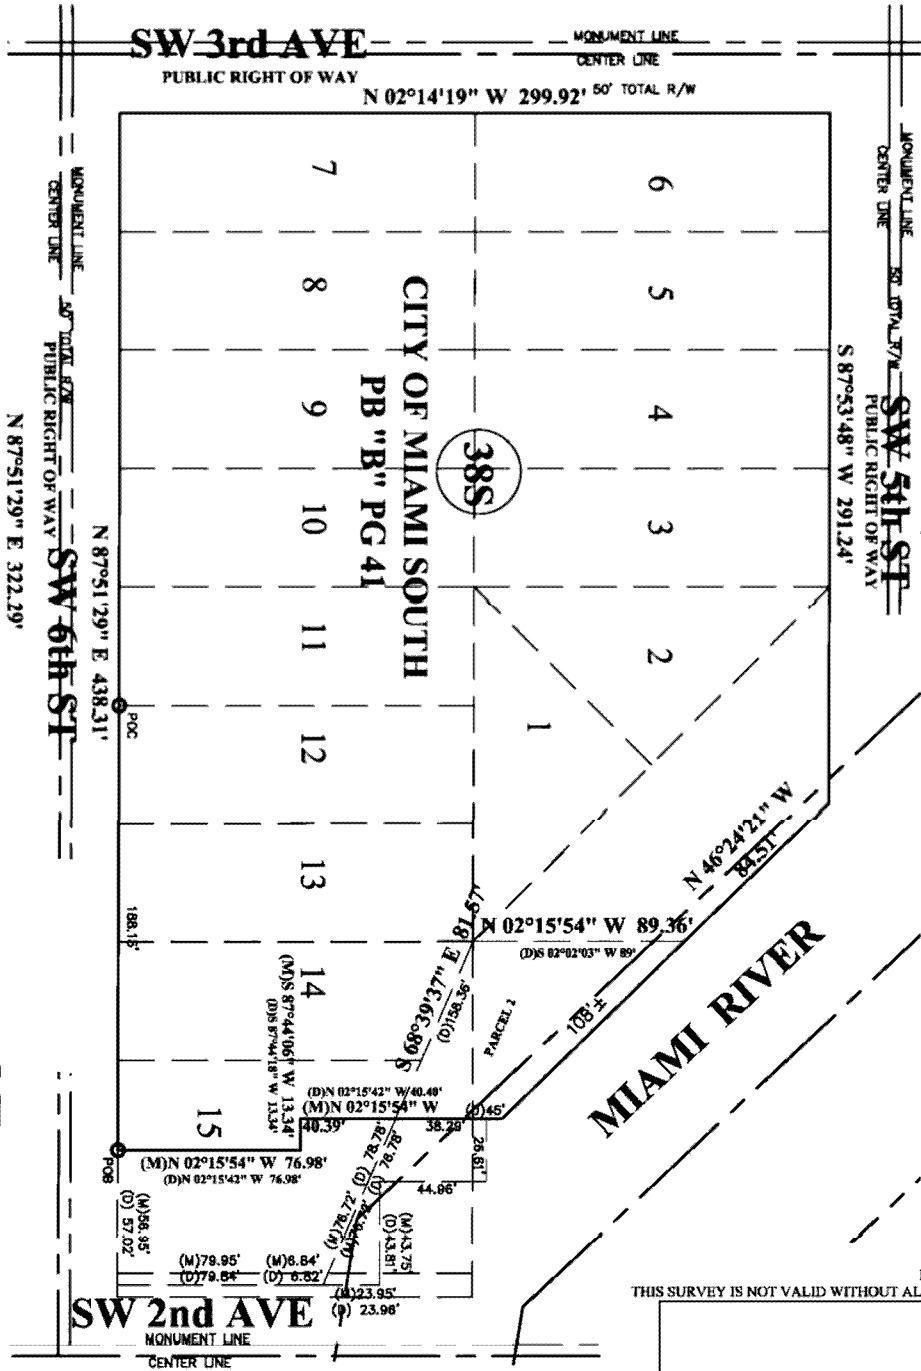 SW 3rd AVE
PUBLIC RIGHT OF WAY
MONUMENT LINE
CENTER LINE
N 02°14'19" W 299.92'
50' TOTAL R/W
MONUMENT LINE
CENTER LINE
50' TOTAL R/W
SW 5th ST
PUBLIC RIGHT OF WAY
S 87°53'48" W 291.24'
MONUMENT LINE
CENTER LINE
50' TOTAL R/W
PUBLIC RIGHT OF WAY
SW 6th ST
N 87°51'29" E 322.29'
N 87°51'29" E 438.31'
7
8
9
10
11
12
13
14
15
6
5
4
3
2
1
CITY OF MIAMI SOUTH
PB "B" PG 41
38S
POC
188.15'
POB
N 46°24'21" W
84.51'
N 02°15'54" W 89.36'
(D)S 02°02'03" W 89'
S 68°39'37" E 81.57'
(D)158.36'
PARCEL 2
108' ±
MIAMI RIVER
(M)S 87°44'06" W 13.34'
(D)S 87°44'18" W 13.34'
(D)N 02°15'42" W 40.40'
(M)N 02°15'54" W
40.39'
38.29'
(D)45'
26.61'
44.96'
(M)N 02°15'54" W 76.98'
(D)N 02°15'42" W 76.98'
(D) 78.78'
78.78'
(M)76.72'
(M)56.95'
(D) 57.02'
(M)43.75'
(D)43.81'
(M)79.95'
(D)79.84'
(M)6.84'
(D) 6.82'
(M)23.95'
(D) 23.96'
SW 2nd AVE
MONUMENT LINE
CENTER LINE
THIS SURVEY IS NOT VALID WITHOUT AL